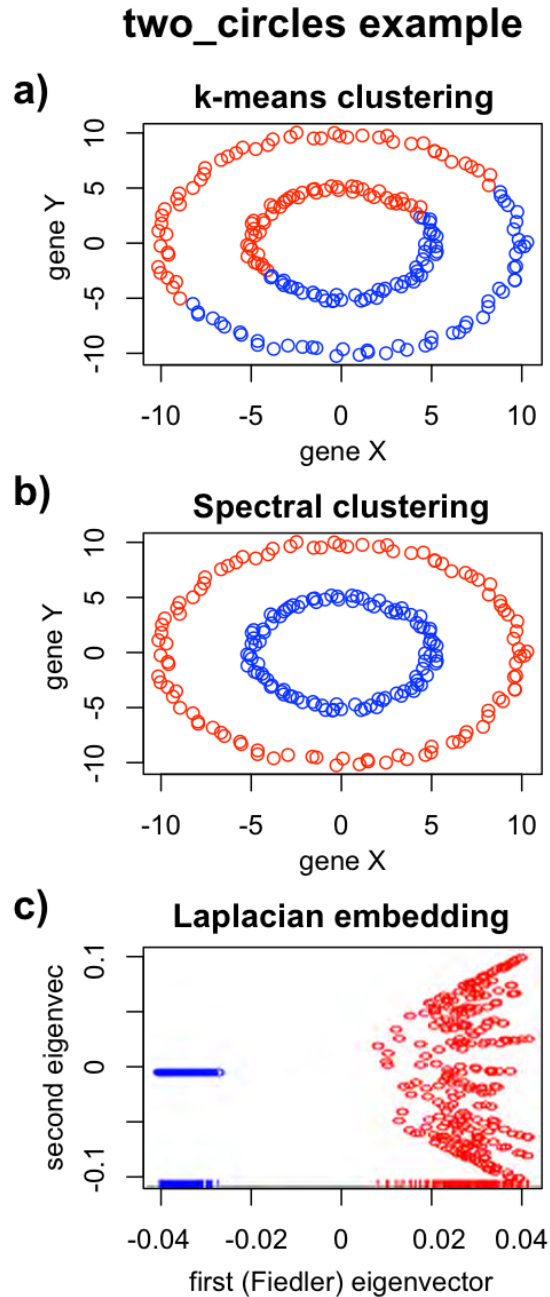 two_circles example
a)
k-means clustering
gene Y
10
5
0
-5
-10
-10 -5 0 5 10
gene X
b)
Spectral clustering
gene Y
10
5
0
-5
-10
-10 -5 0 5 10
gene X
c)
Laplacian embedding
second eigenvec
0.1
0
-0.1
-0.04 -0.02 0 0.02 0.04
first (Fiedler) eigenvector